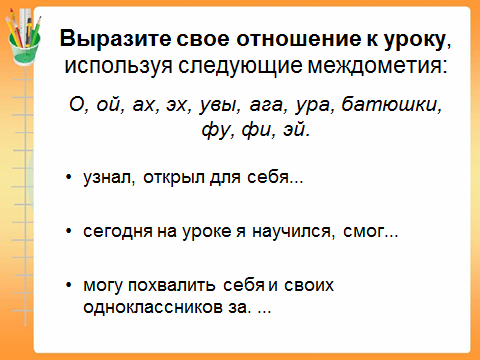 Выразите свое отношение к уроку,
используя следующие междометия:
О, ой, ах, эх, увы, ага, ура, батюшки,
фу, фи, эй.
• узнал, открыл для себя...
• сегодня на уроке я научился, смог...
• могу похвалить себя и своих
одноклассников за. ...